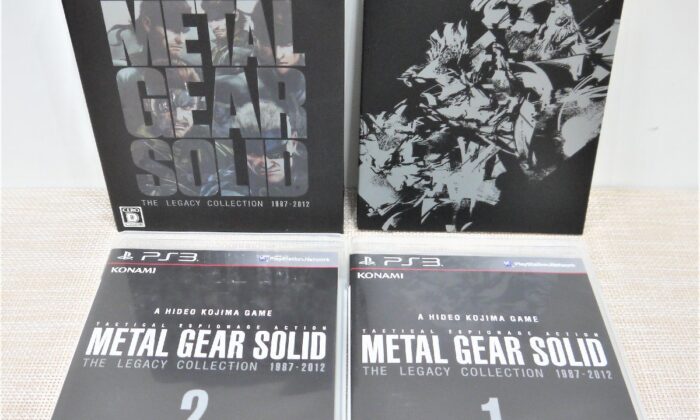 METAL
GEAR
SOLID
THE LEGACY COLLECTION 1987-2012
CERO
D
PS3
PlayStation Network
KONAMI
A HIDEO KOJIMA GAME
TACTICAL ESPIONAGE ACTION
METAL GEAR SOLID
THE LEGACY COLLECTION 1987-2012
2
PS3
PlayStation Network
KONAMI
A HIDEO KOJIMA GAME
TACTICAL ESPIONAGE ACTION
METAL GEAR SOLID
THE LEGACY COLLECTION 1987-2012
1